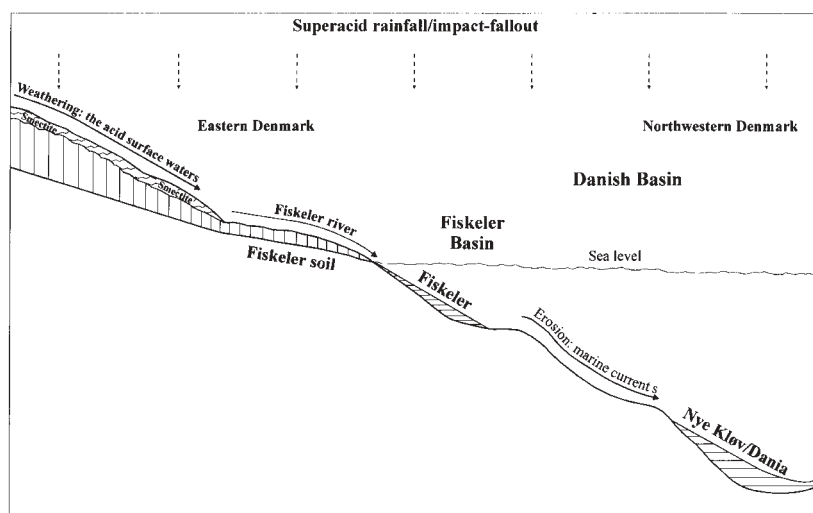 Superacid rainfall/impact-fallout
Weathering: the acid surface waters
Smectite
Smectite
Eastern Denmark
Northwestern Denmark
Danish Basin
Fiskeler river
Fiskeler
Basin
Sea level
Fiskeler soil
Fiskeler
Erosion: marine current s
Nye Kløv/Dania